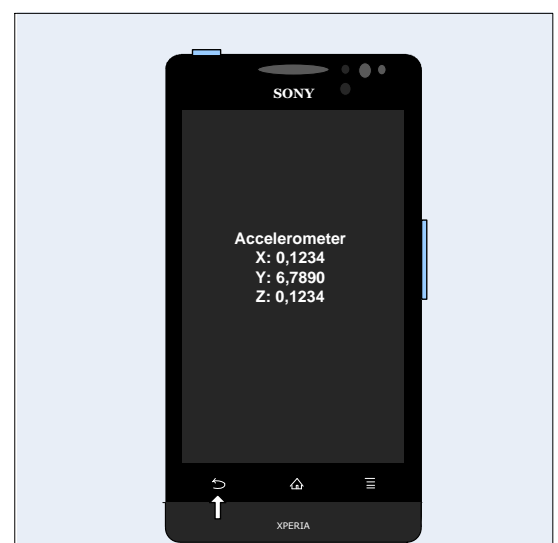 SONY
Accelerometer
X: 0,1234
Y: 6,7890
Z: 0,1234
XPERIA